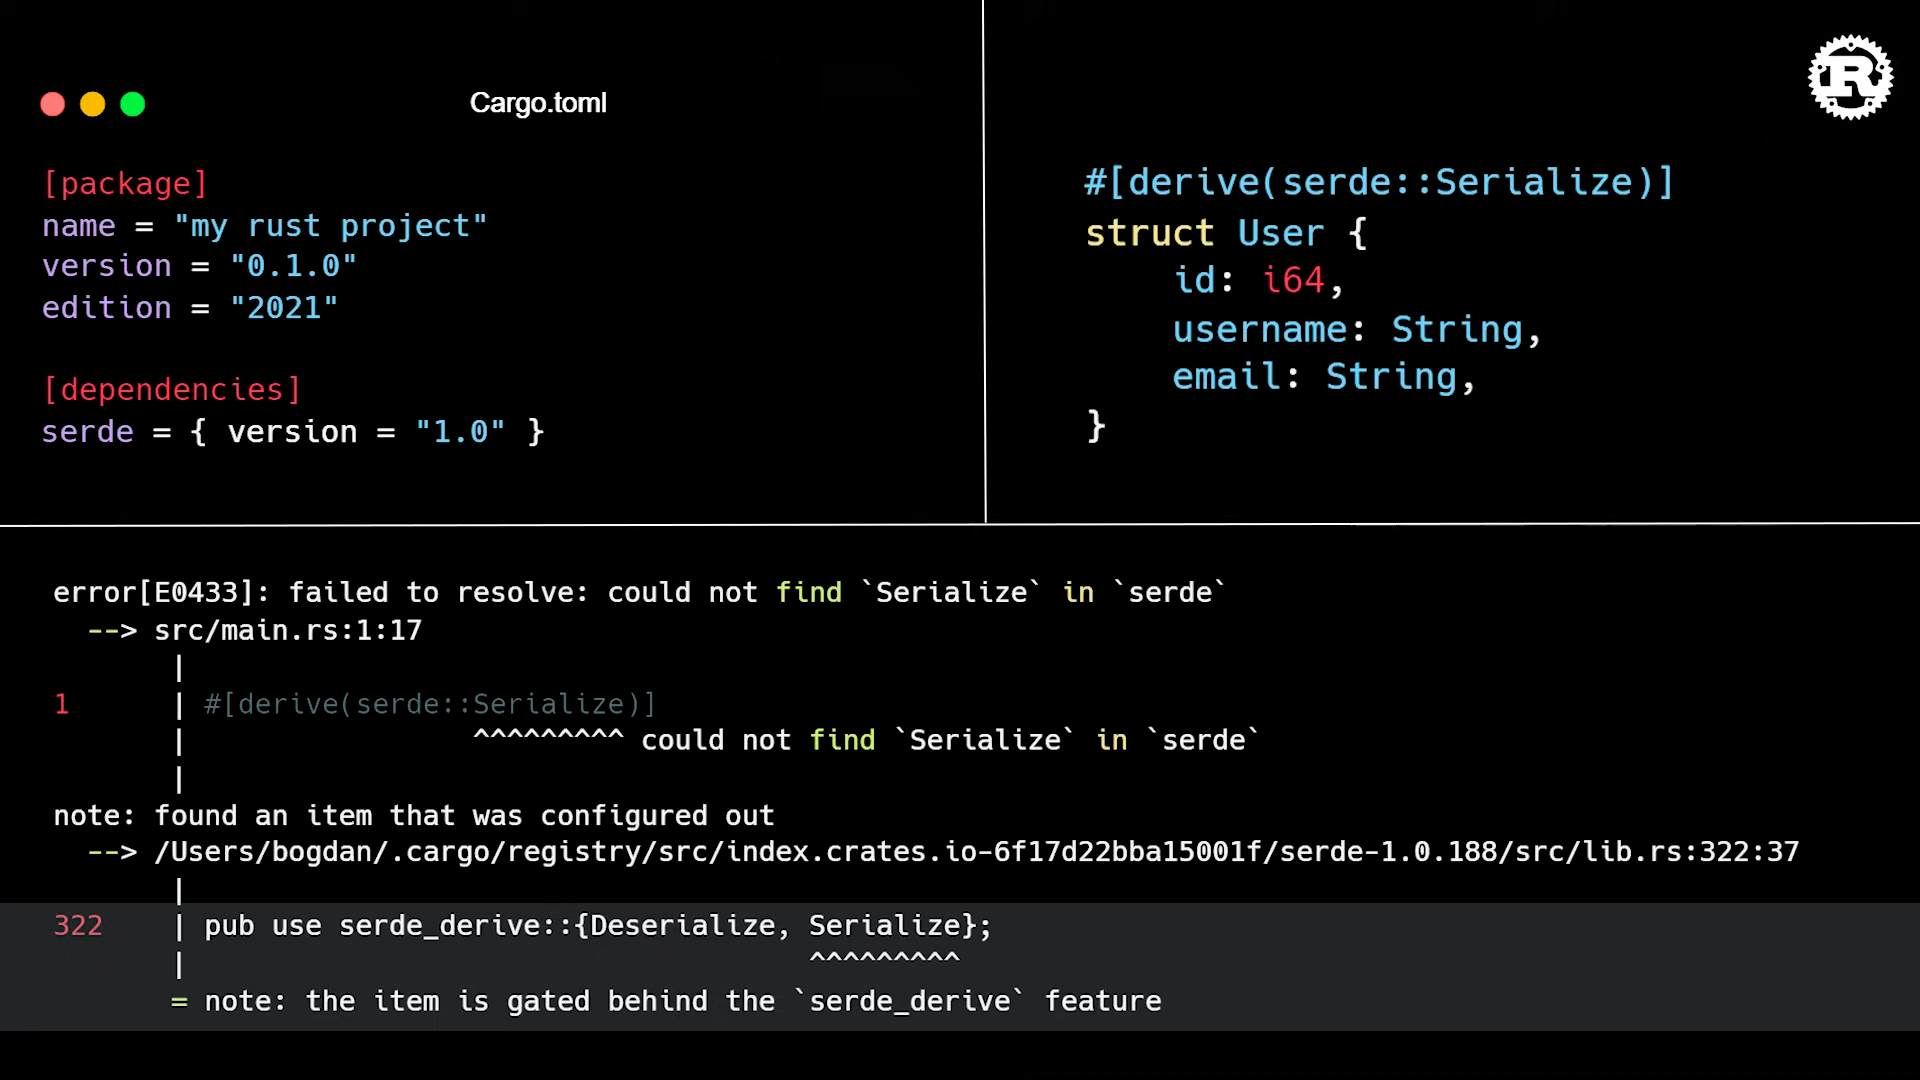 Cargo.toml
[package]
name = "my rust project"
version = "0.1.0"
edition = "2021"
[dependencies]
serde = { version = "1.0" }
R
#[derive(serde::Serialize)]
struct User {
id: i64,
username: String,
email: String,
}
error[E0433]: failed to resolve: could not find `Serialize` in `serde`
--> src/main.rs:1:17
|
1 | #[derive(serde::Serialize)]
| ^^^^^^^^^ could not find `Serialize` in `serde`
|
note: found an item that was configured out
--> /Users/bogdan/.cargo/registry/src/index.crates.io-6f17d22bba15001f/serde-1.0.188/src/lib.rs:322:37
|
322 | pub use serde_derive::{Deserialize, Serialize};
| ^^^^^^^^^
= note: the item is gated behind the `serde_derive` feature